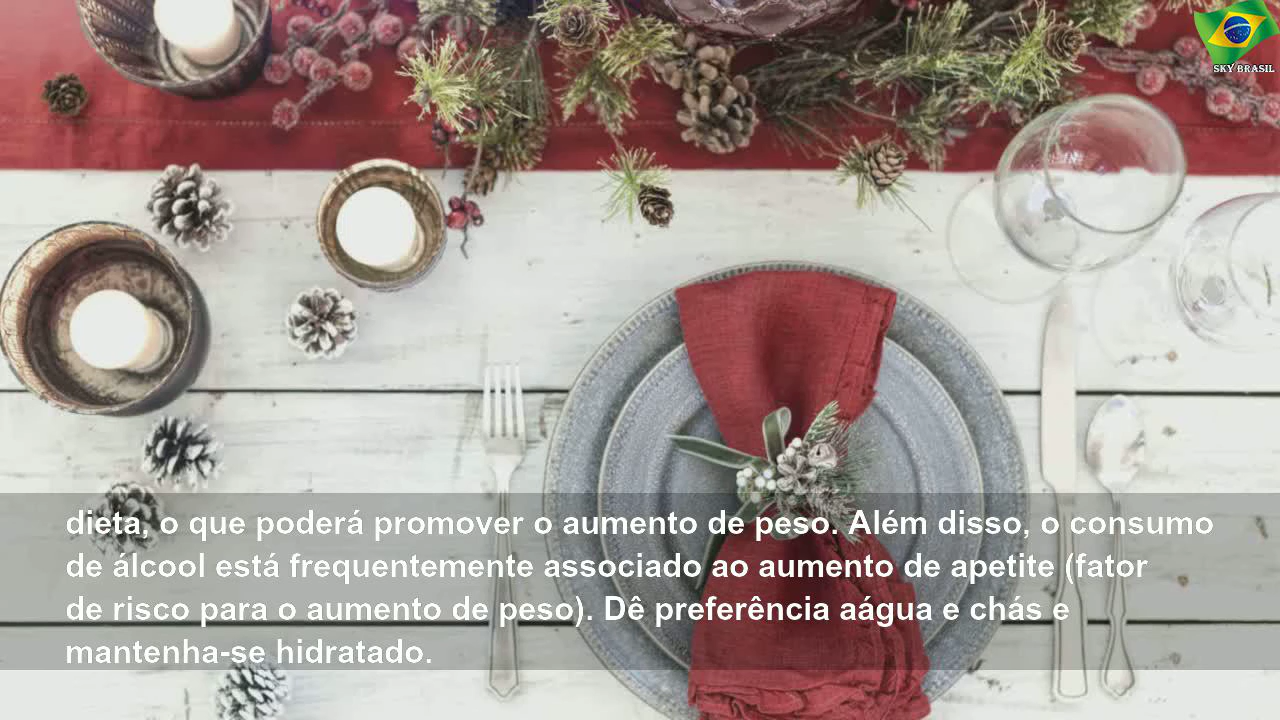 SKY BRASIL
dieta, o que poderá promover o aumento de peso. Além disso, o consumo
de álcool está frequentemente associado ao aumento de apetite (fator
de risco para o aumento de peso). Dê preferência aágua e chás e
mantenha-se hidratado.